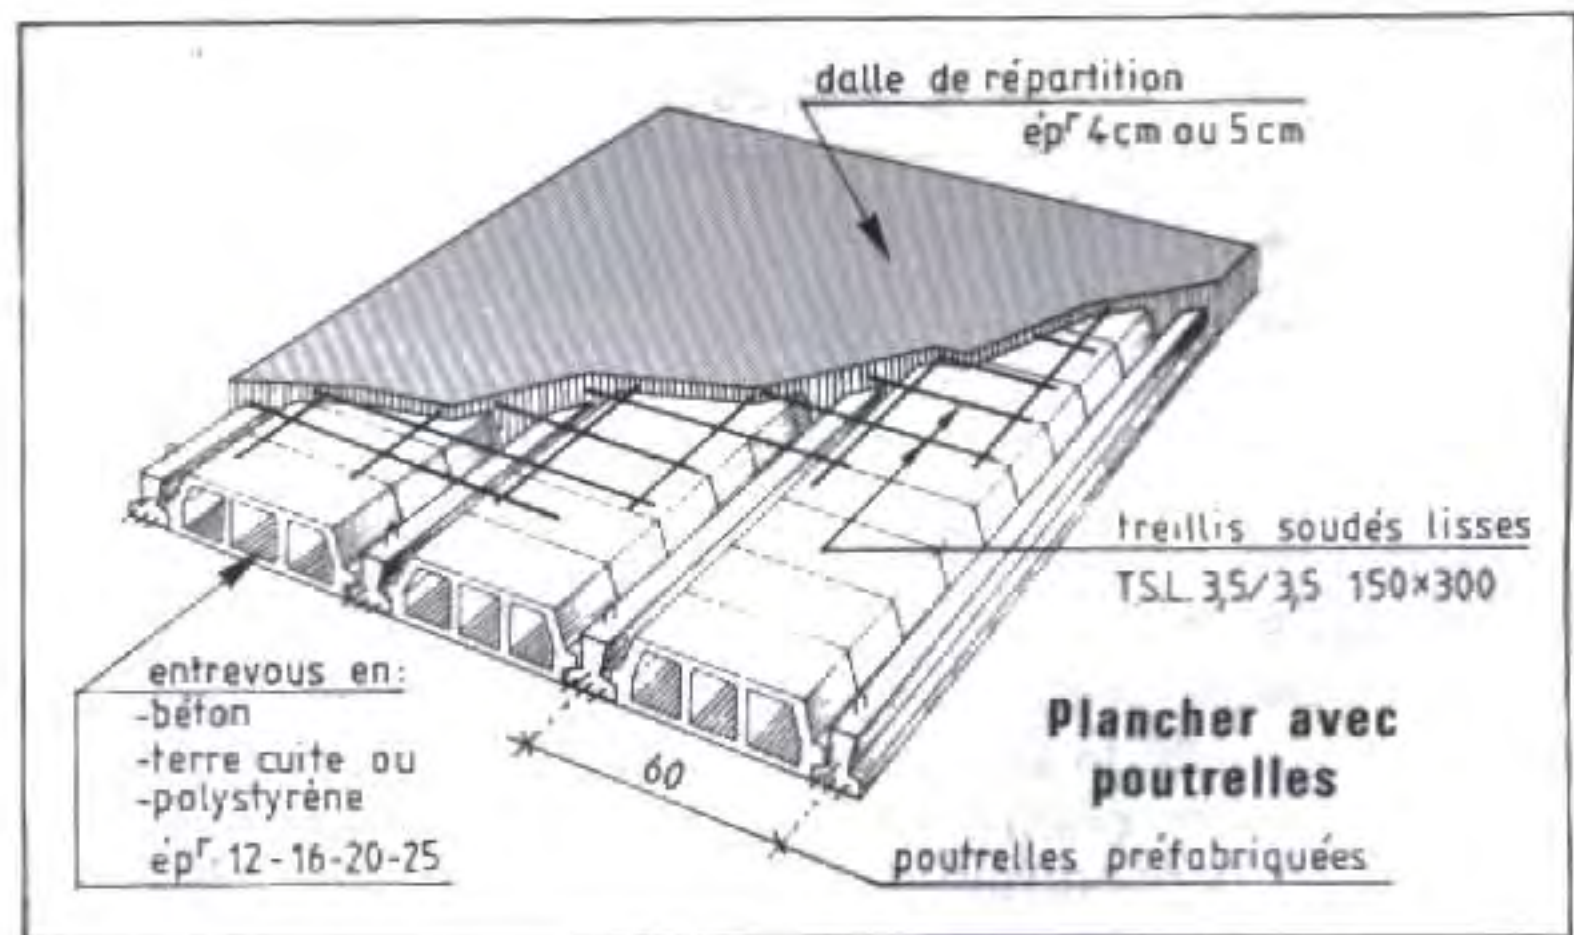 dalle de répartition
épʳ 4cm ou 5cm
treillis soudés lisses
T.S.L. 3,5/3,5 150×300
entrevous en:
-béton
-terre cuite ou
-polystyrène
épʳ 12-16-20-25
60
Plancher avec
poutrelles
poutrelles préfabriquées